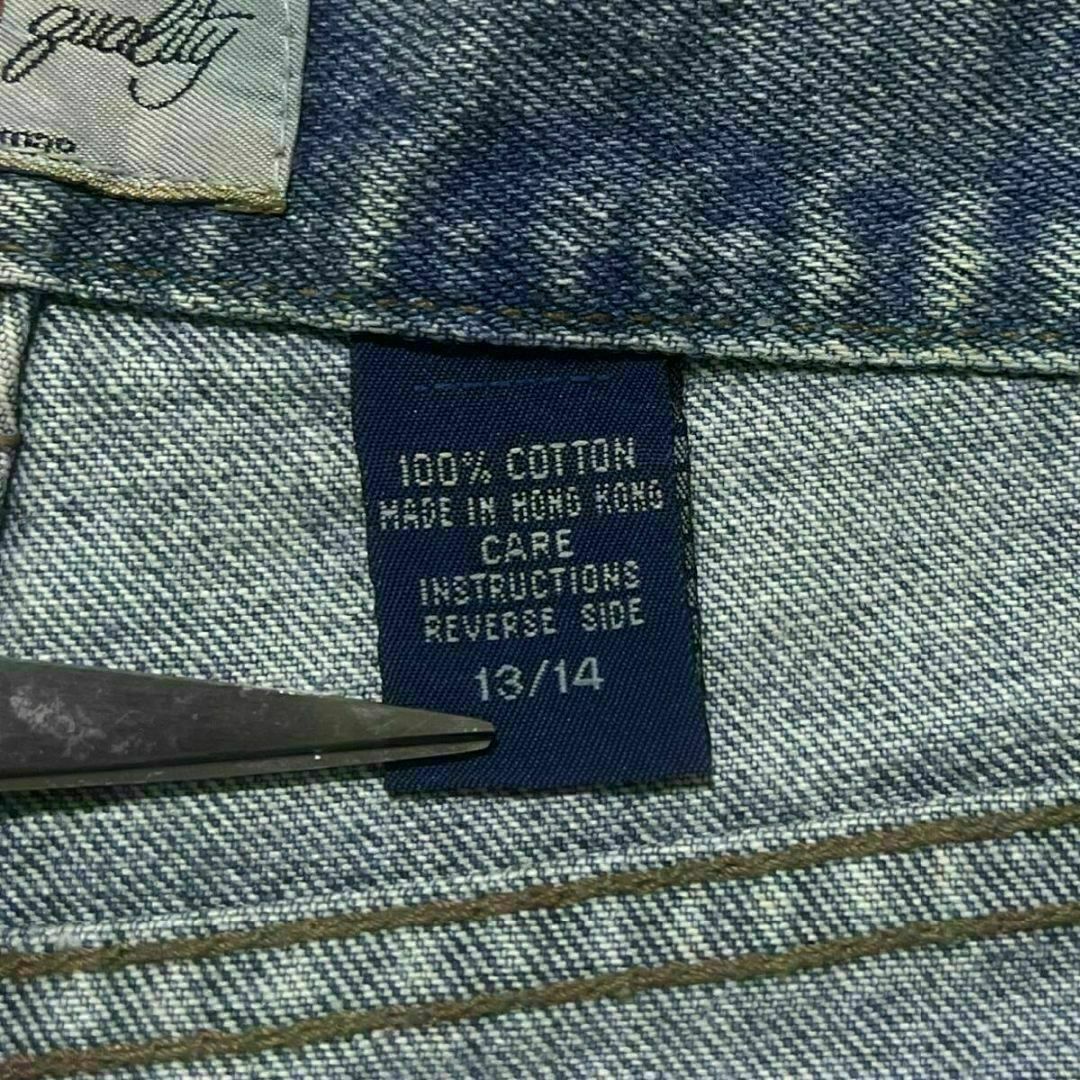 quality
100% COTTON
MADE IN HONG KONG
CARE
INSTRUCTIONS
REVERSE SIDE
13/14